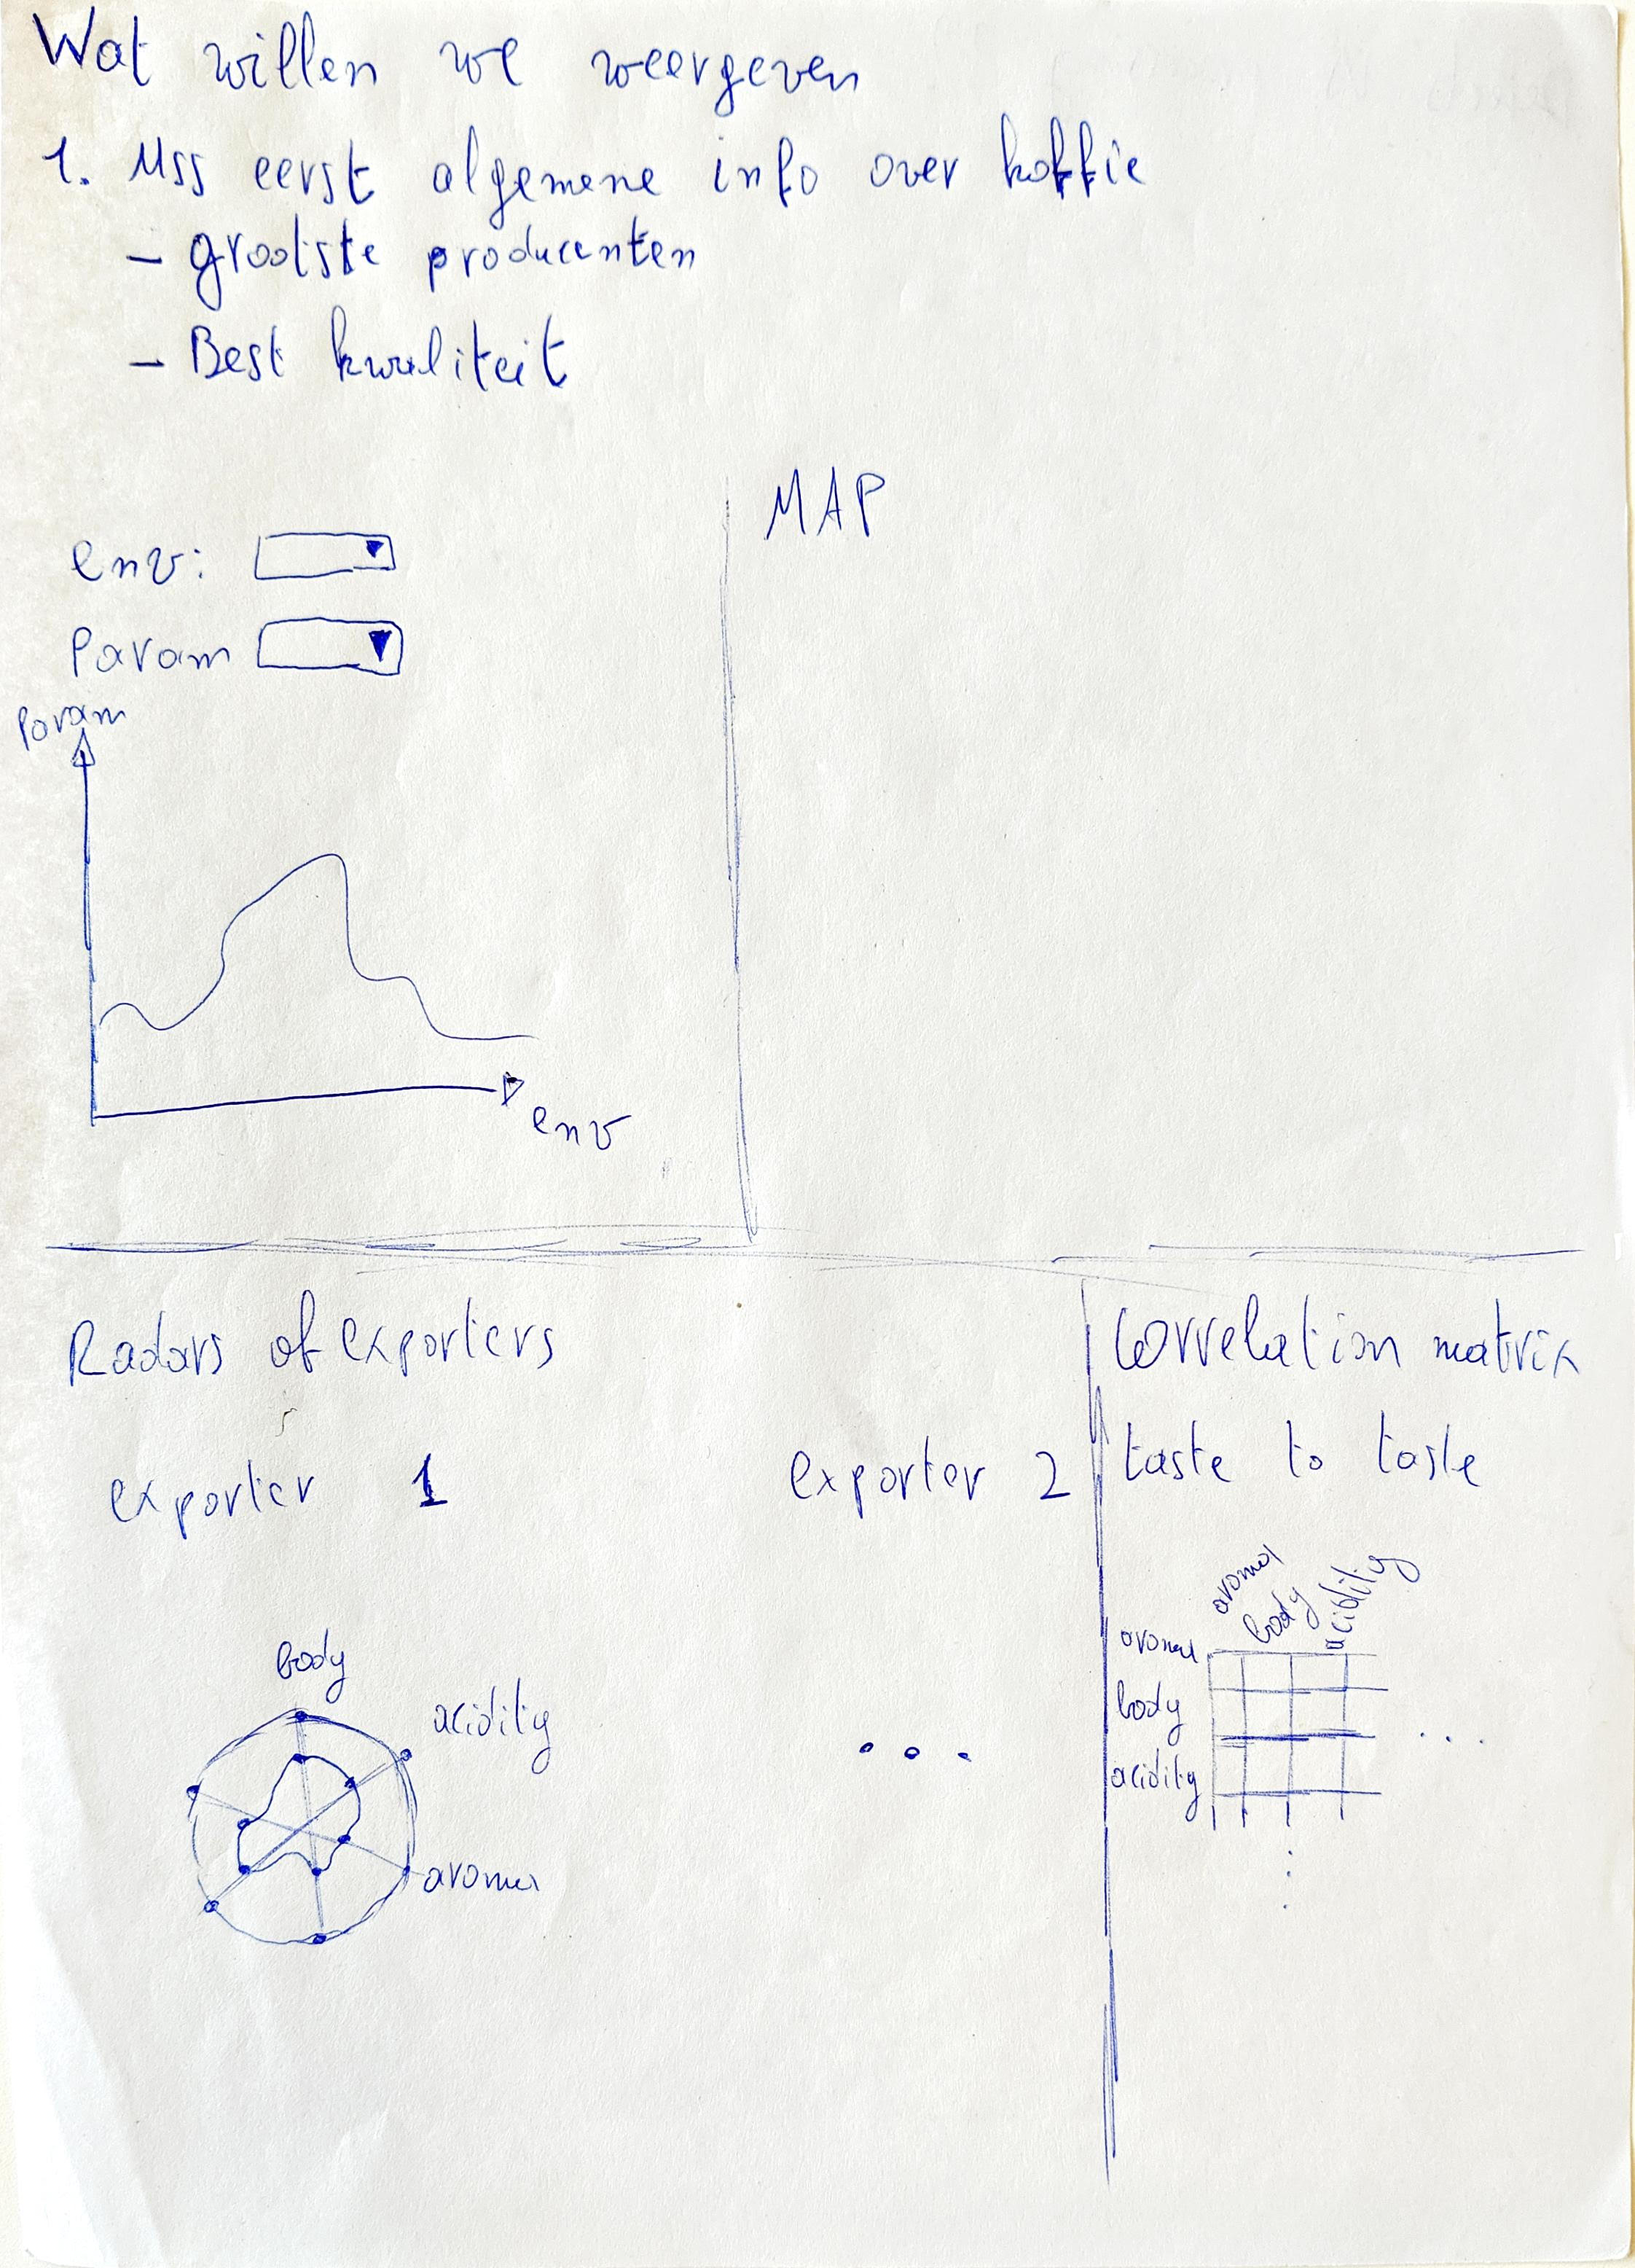 Wat willen we weergeven
1. Mss eerst algemene info over koffie
- grootste producenten
- Best kwaliteit
MAP
env:
Param
Param
env
Radars of exporters
exporter 1
exporter 2
body
acidity
aroma
...
Correlation matrix
taste to taste
aroma
body
acidity
aroma
body
acidity
...